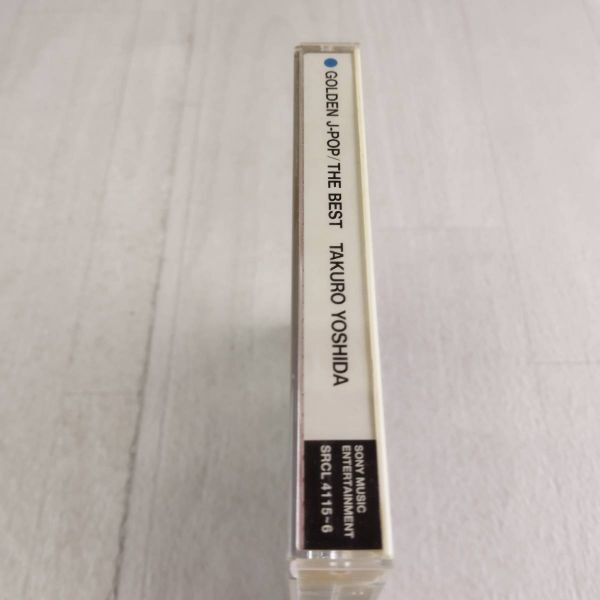 GOLDEN J-POP/THE BEST TAKURO YOSHIDA
SONY MUSIC
ENTERTAINMENT
SRCL 4115~6